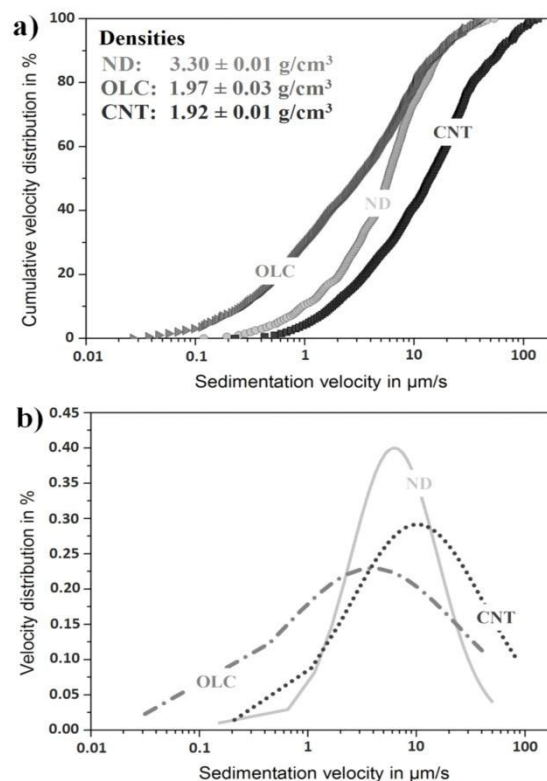 a)
Densities
ND: 3.30 ± 0.01 g/cm³
OLC: 1.97 ± 0.03 g/cm³
CNT: 1.92 ± 0.01 g/cm³
100
80
60
40
20
0
Cumulative velocity distribution in %
CNT
ND
OLC
0.01 0.1 1 10 100
Sedimentation velocity in µm/s
b)
0.45
0.40
0.35
0.30
0.25
0.20
0.15
0.10
0.05
0.00
Velocity distribution in %
ND
CNT
OLC
0.01 0.1 1 10 100
Sedimentation velocity in µm/s